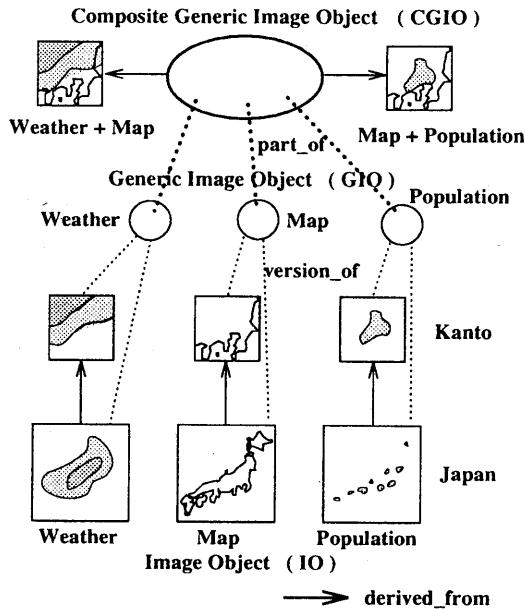 Composite Generic Image Object ( CGIO )
Weather + Map
Map + Population
part_of
Generic Image Object ( GIO )
Weather
Map
Population
version_of
Kanto
Japan
Weather
Map
Population
Image Object ( IO )
derived_from